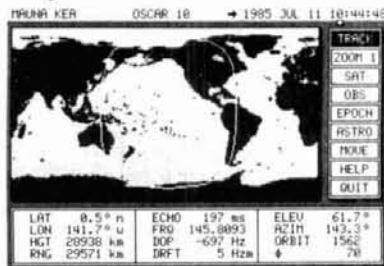 MAUNA KEA OSCAR 10 → 1985 JUL 11 10:44:48
TRACK
ZOOM 1
SAT
OBS
EPOCH
ASTRO
MOVE
HELP
QUIT
LAT 0.5° n ECHO 197 ms ELEV 61.7°
LON 141.7° w FRQ 145.8093 AZIM 143.3°
HGT 28938 km DOP -697 Hz ORBIT 1562
RNG 29571 km DRFT 5 Hzm ϕ 70